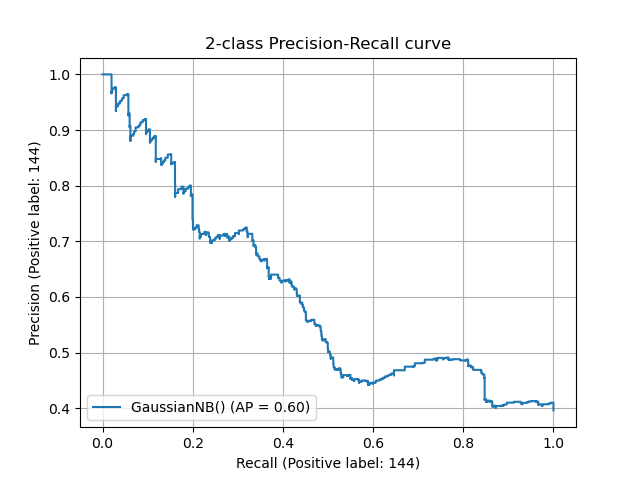 2-class Precision-Recall curve
1.0
0.9
0.8
0.7
0.6
0.5
0.4
Precision (Positive label: 144)
GaussianNB() (AP = 0.60)
0.0 0.2 0.4 0.6 0.8 1.0
Recall (Positive label: 144)